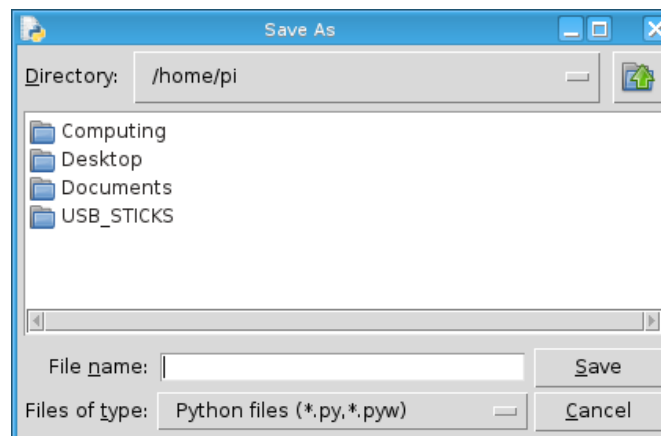 Save As
Directory: /home/pi
Computing
Desktop
Documents
USB_STICKS
File name: Save
Files of type: Python files (*.py,*.pyw) Cancel